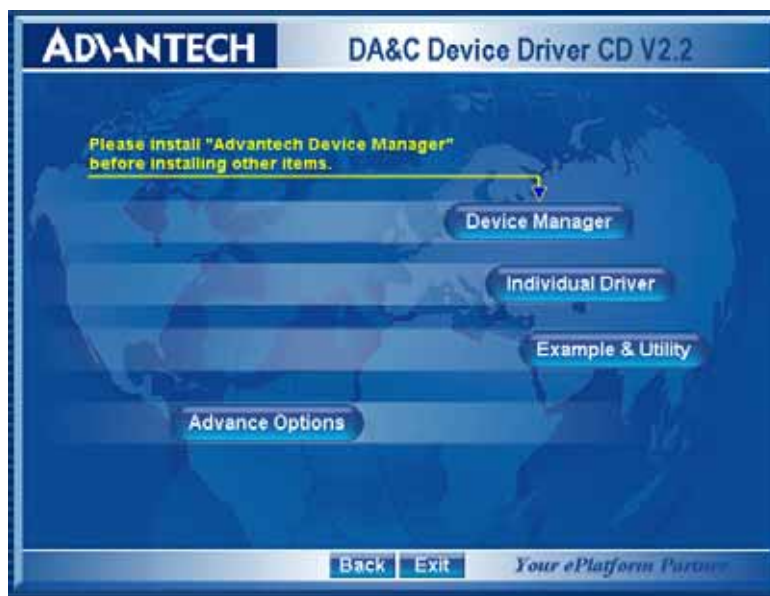 ADVANTECH
DA&C Device Driver CD V2.2
Please install "Advantech Device Manager"
before installing other items.
Device Manager
Individual Driver
Example & Utility
Advance Options
Back
Exit
Your ePlatform Partner